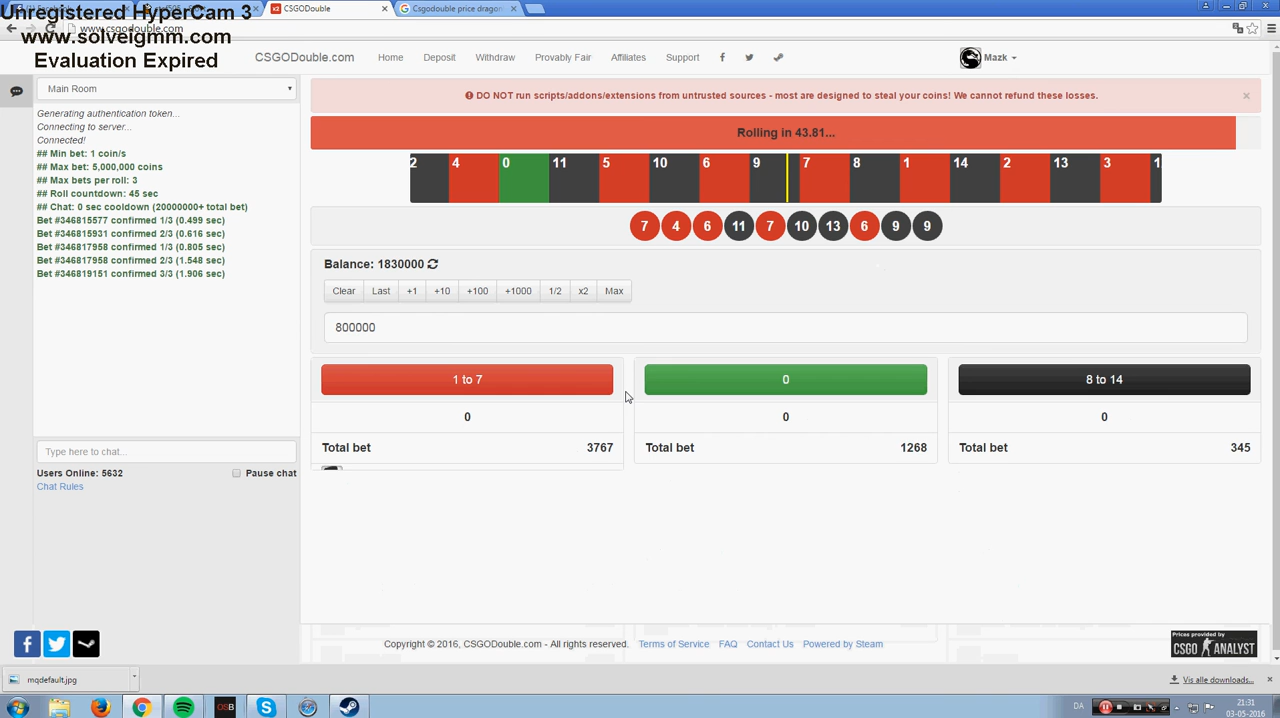 Unregistered HyperCam 3
www.solveigmm.com
Evaluation Expired
CSGODouble
Csgodouble price dragon
www.csgodouble.com
CSGODouble.com Home Deposit Withdraw Provably Fair Affiliates Support Mazk
Main Room
Generating authentication token...
Connecting to server...
Connected!
## Min bet: 1 coin/s
## Max bet: 5,000,000 coins
## Max bets per roll: 3
## Roll countdown: 45 sec
## Chat: 0 sec cooldown (20000000+ total bet)
Bet #346815577 confirmed 1/3 (0.499 sec)
Bet #346815931 confirmed 2/3 (0.616 sec)
Bet #346817958 confirmed 1/3 (0.805 sec)
Bet #346817958 confirmed 2/3 (1.548 sec)
Bet #346819151 confirmed 3/3 (1.906 sec)
Type here to chat...
Users Online: 5632 Pause chat
Chat Rules
DO NOT run scripts/addons/extensions from untrusted sources - most are designed to steal your coins! We cannot refund these losses. ×
Rolling in 43.81...
2 4 0 11 5 10 6 9 7 8 1 14 2 13 3 1
7 4 6 11 7 10 13 6 9 9
Balance: 1830000
Clear Last +1 +10 +100 +1000 1/2 x2 Max
800000
1 to 7 0 8 to 14
0 0 0
Total bet 3767 Total bet 1268 Total bet 345
Copyright © 2016, CSGODouble.com - All rights reserved. Terms of Service FAQ Contact Us Powered by Steam
Prices provided by
CSGO ANALYST
mqdefault.jpg
Vis alle downloads...
OSB
DA
21:31
03-05-2016